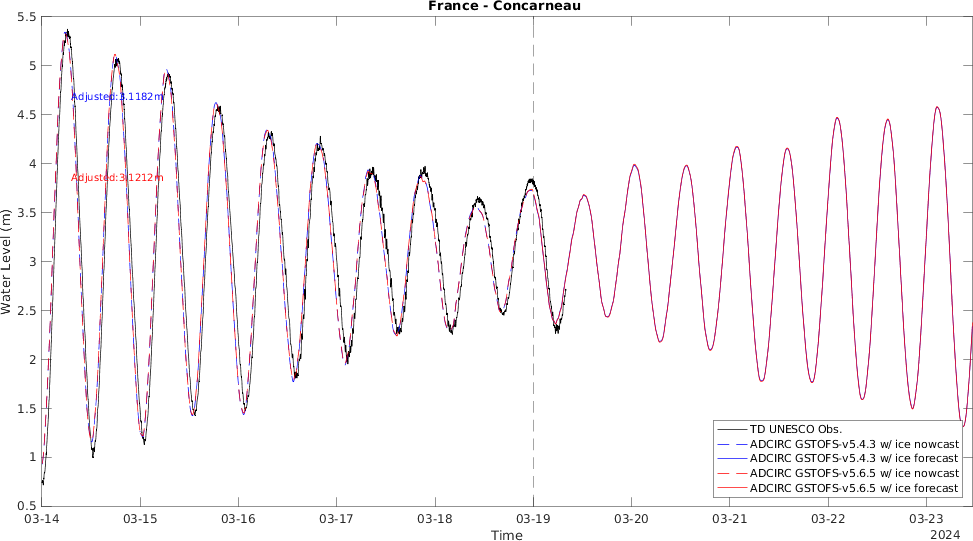 France - Concarneau
5.5
5
4.5
4
3.5
3
2.5
2
1.5
1
0.5
Water Level (m)
Adjusted:3.1182m
Adjusted:3.1212m
TD UNESCO Obs.
ADCIRC GSTOFS-v5.4.3 w/ ice nowcast
ADCIRC GSTOFS-v5.4.3 w/ ice forecast
ADCIRC GSTOFS-v5.6.5 w/ ice nowcast
ADCIRC GSTOFS-v5.6.5 w/ ice forecast
03-14 03-15 03-16 03-17 03-18 03-19 03-20 03-21 03-22 03-23
Time
2024